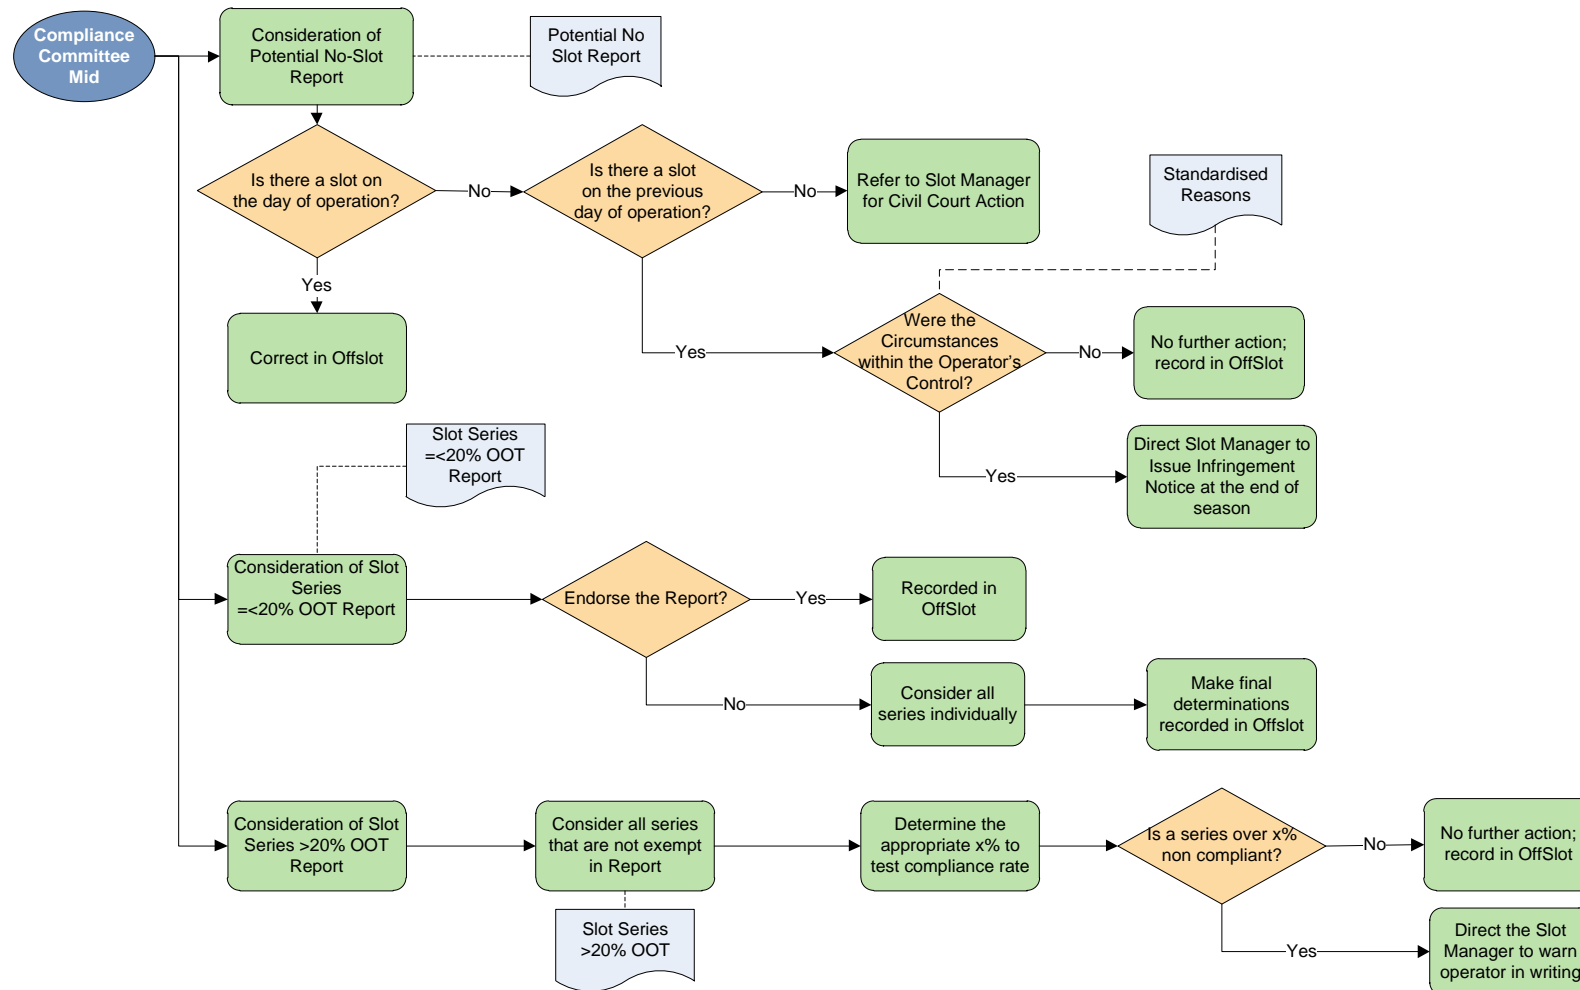 Compliance
Committee
Mid
Consideration of
Potential No-Slot
Report
Potential No
Slot Report
Is there a slot on
the day of operation?
No
Is there a slot
on the previous
day of operation?
No
Refer to Slot Manager
for Civil Court Action
Standardised
Reasons
Yes
Correct in Offslot
Yes
Were the
Circumstances
within the Operator's
Control?
No
No further action;
record in OffSlot
Yes
Direct Slot Manager to
Issue Infringement
Notice at the end of
season
Slot Series
=<20% OOT
Report
Consideration of Slot
Series
=<20% OOT Report
Endorse the Report?
Yes
Recorded in
OffSlot
No
Consider all
series individually
Make final
determinations
recorded in Offslot
Consideration of Slot
Series >20% OOT
Report
Consider all series
that are not exempt
in Report
Slot Series
>20% OOT
Determine the
appropriate x% to
test compliance rate
Is a series over x%
non compliant?
No
No further action;
record in OffSlot
Yes
Direct the Slot
Manager to warn
operator in writing